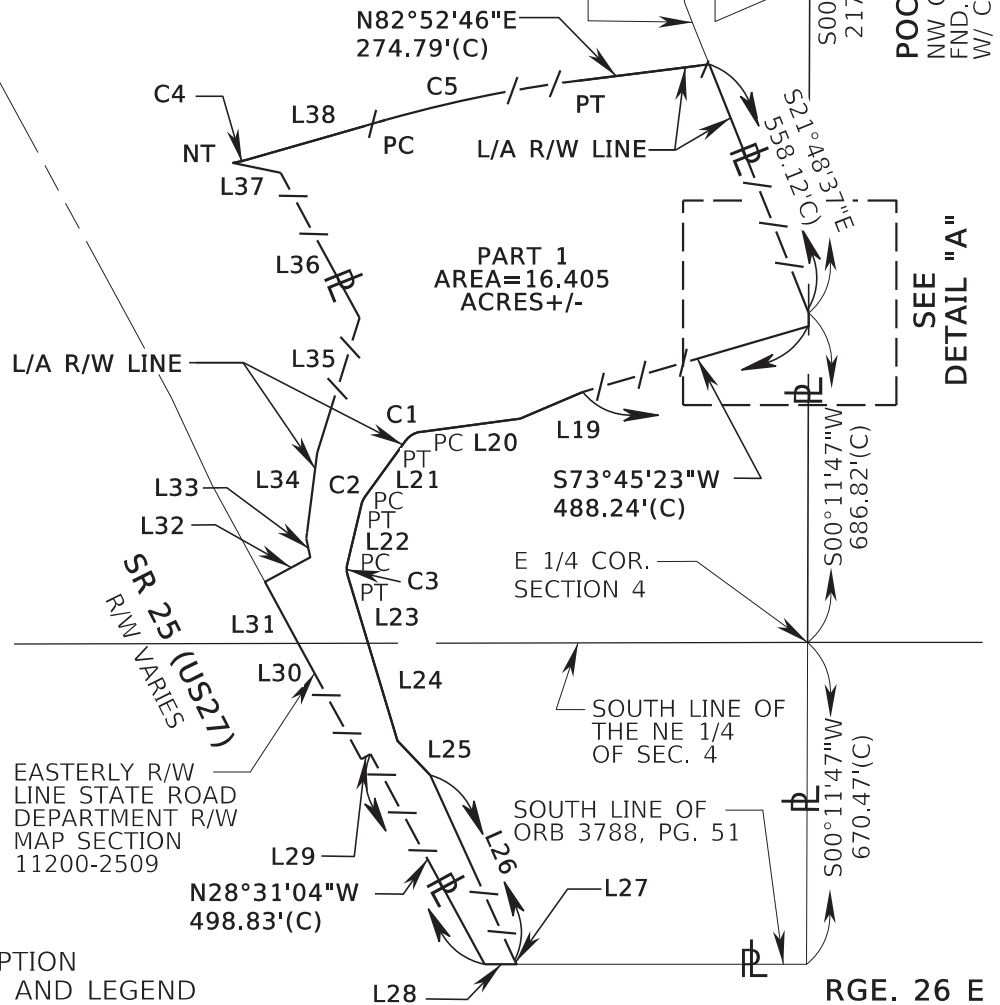 N82°52'46"E
274.79'(C)
S00
217
POC
NW C
FND.
W/ C
C4
L38
C5
PT
PC
NT
L/A R/W LINE
S21°48'37"E
558.12'(C)
L37
L36
PL
PL
PART 1
AREA=16.405
ACRES+/-
SEE
DETAIL "A"
L35
L/A R/W LINE
C1
PC
L20
L19
PT
L21
PL
S00°11'47"W
686.82'(C)
L34
C2
PC
PT
S73°45'23"W
488.24'(C)
L33
L32
L22
PC
PT
C3
E 1/4 COR.
SECTION 4
SR 25 (US27)
R/W VARIES
L31
L23
L30
L24
SOUTH LINE OF
THE NE 1/4
OF SEC. 4
L25
EASTERLY R/W
LINE STATE ROAD
DEPARTMENT R/W
MAP SECTION
11200-2509
SOUTH LINE OF
ORB 3788, PG. 51
PL
S00°11'47"W
670.47'(C)
L29
L26
N28°31'04"W
498.83'(C)
PL
L27
PL
PTION
AND LEGEND
L28
RGE. 26 E